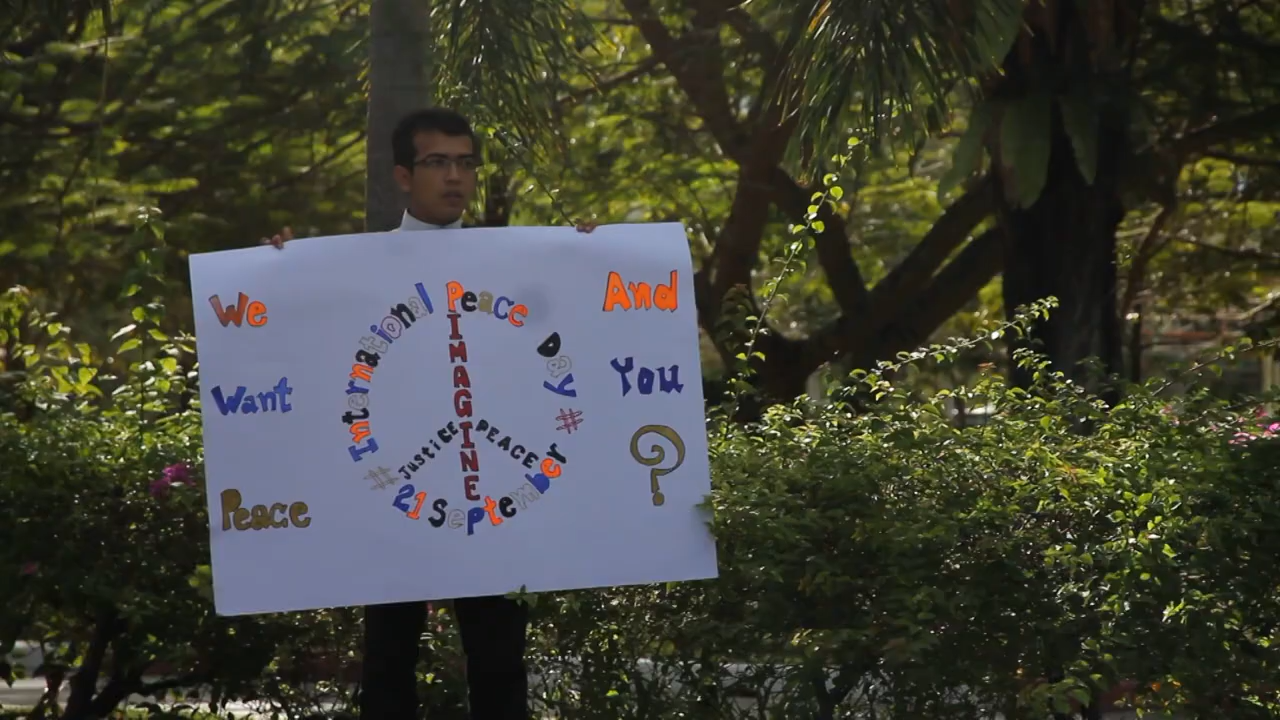 We
Want
Peace
International Peace Day #
21 September #
IMAGINE
Justice
PEACE
And
You
?